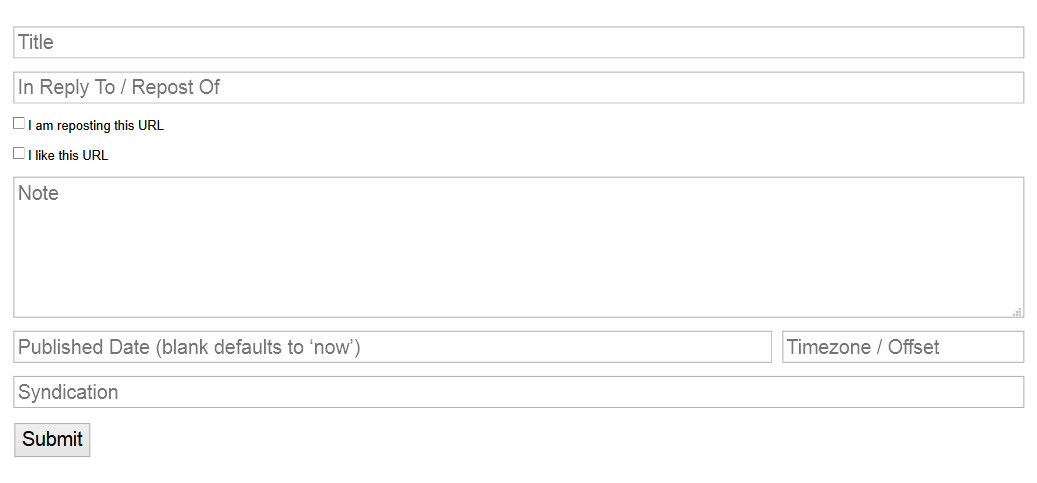 Title
In Reply To / Repost Of
I am reposting this URL
I like this URL
Note
Published Date (blank defaults to ‘now’) Timezone / Offset
Syndication
Submit